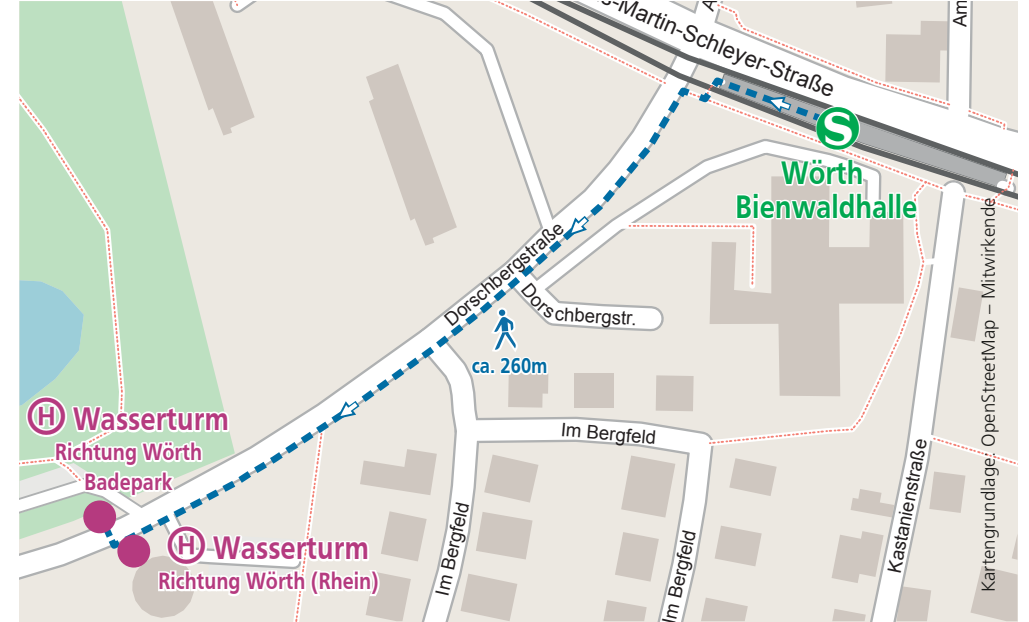 s-Martin-Schleyer-Straße
A
Am
S
Wörth
Bienwaldhalle
Dorschbergstraße
Dorschbergstr.
ca. 260m
H Wasserturm
Richtung Wörth
Badepark
Im Bergfeld
H Wasserturm
Richtung Wörth (Rhein)
Im Bergfeld
Im Bergfeld
Kastanienstraße
Kartengrundlage: OpenStreetMap – Mitwirkende